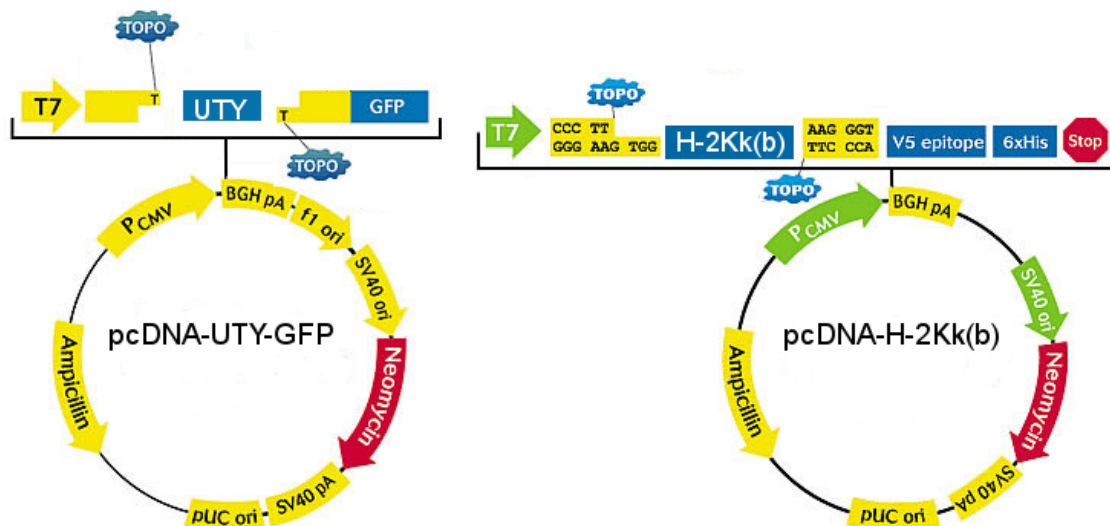 TOPO
T7
T
UTY
T
GFP
TOPO
PCMV
BGH pA
f1 ori
SV40 ori
pcDNA-UTY-GFP
Ampicillin
Neomycin
SV40 pA
pUC ori
TOPO
T7
CCC TT
GGG AAG TGG
H-2Kk(b)
AAG GGT
TTC CCA
V5 epitope
6xHis
Stop
TOPO
PCMV
BGH pA
SV40 ori
pcDNA-H-2Kk(b)
Ampicillin
Neomycin
SV40 pA
pUC ori